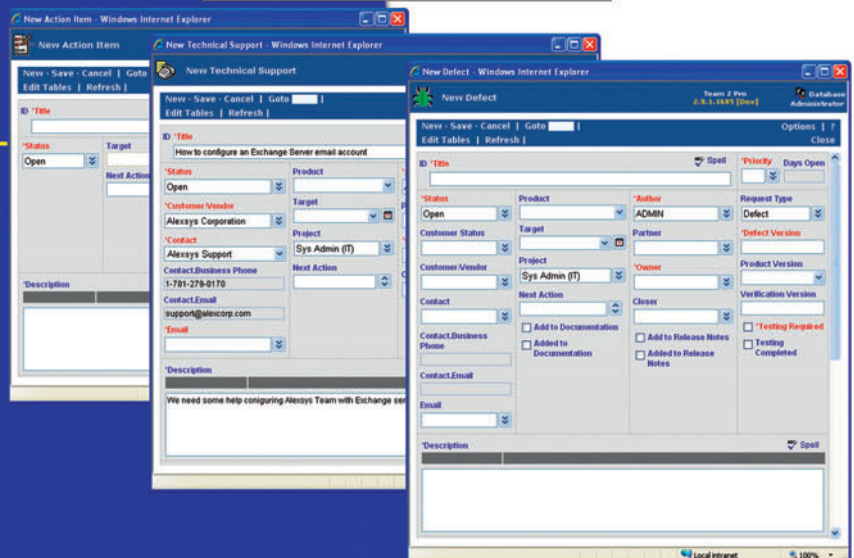 New Action Item - Windows Internet Explorer
New Action Item
New - Save - Cancel | Goto
Edit Tables | Refresh |
ID *Title
*Status
Target
Open
Next Action
*Description
New Technical Support - Windows Internet Explorer
New Technical Support
New - Save - Cancel | Goto |
Edit Tables | Refresh |
ID *Title
How to configure an Exchange Server email account
*Status
Product
Open
*Customer/Vendor
Target
Alexsys Corporation
*Contact
Project
Alexsys Support
Sys Admin (IT)
Contact.Business Phone
Next Action
1-781-279-0170
Contact.Email
support@alexcorp.com
*Email
*Description
We need some help coniguring Alexsys Team with Exchange ser
New Defect - Windows Internet Explorer
New Defect
Team 2 Pro
Database
Administrator
New - Save - Cancel | Goto |
Options | ?
Edit Tables | Refresh |
Close
ID *Title
Spell
*Priority
Days Open
*Status
Product
*Author
Request Type
Open
ADMIN
Defect
Customer Status
Target
Partner
*Defect Version
Customer/Vendor
Project
*Owner
Product Version
Sys Admin (IT)
Contact
Next Action
Closer
Verification Version
Contact.Business
Phone
Add to Documentation
Add to Release Notes
*Testing Required
Added to
Documentation
Added to Release
Notes
Testing
Completed
Contact.Email
Email
*Description
Spell
Local intranet
100%